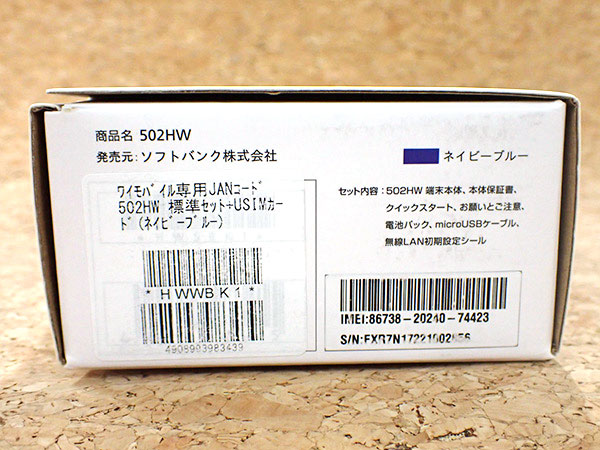 商品名 502HW
発売元:ソフトバンク株式会社
ネイビーブルー
ワイモバイル専用JANコード
502HW 標準セット+USIMカー
ド(ネイビーブルー)
* HWWBK1 *
4908993983439
セット内容:502HW 端末本体、本体保証書、
クイックスタート、お願いとご注意、
電池パック、microUSBケーブル、
無線LAN初期設定シール
IMEI:86738-20240-74423